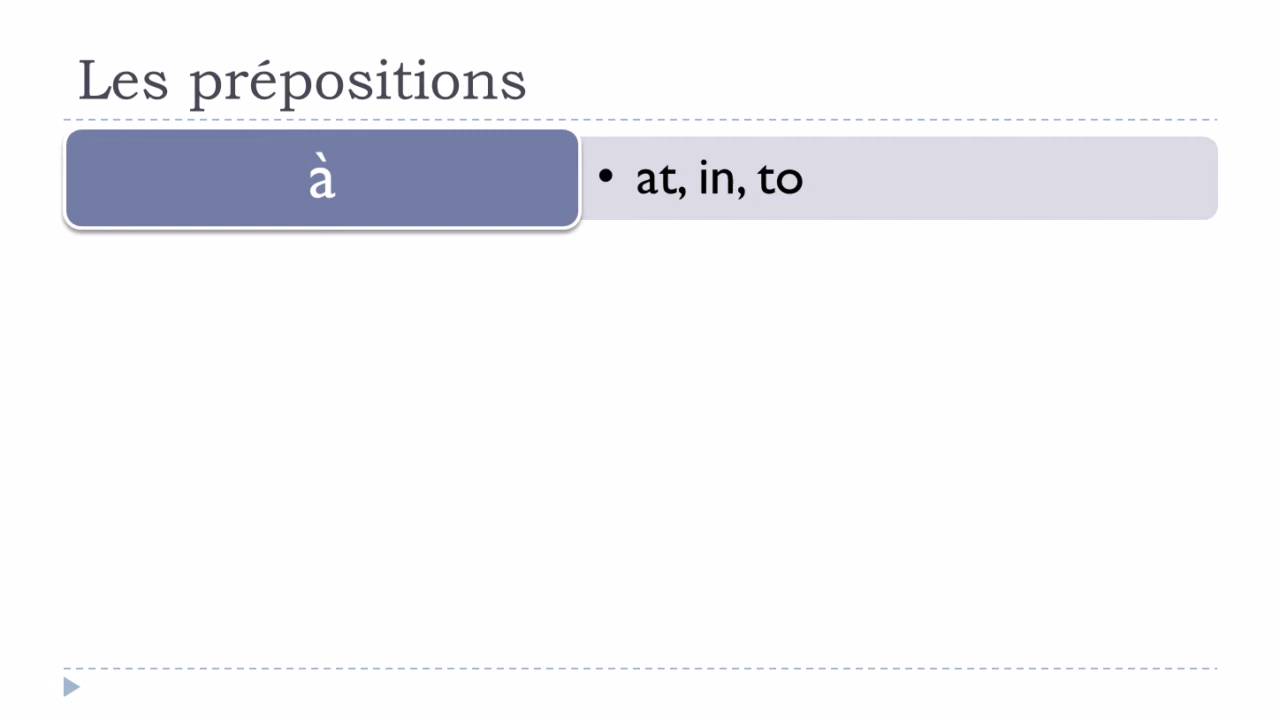 Les prépositions
à
• at, in, to